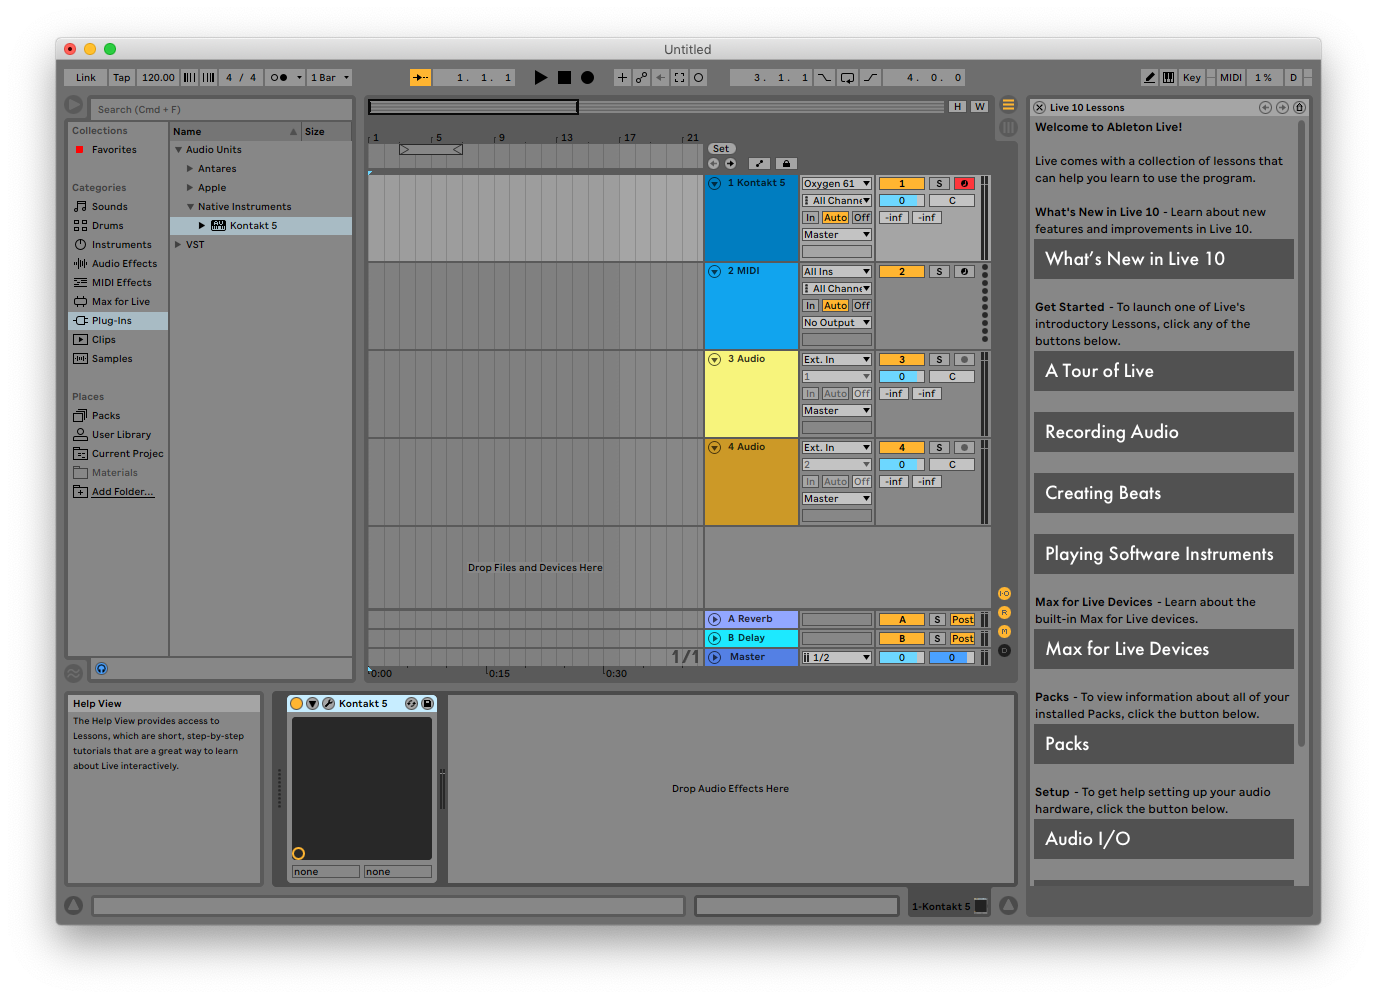 Untitled
Link Tap 120.00 4 / 4 1 Bar 1. 1. 1 3. 1. 1 4. 0. 0 Key MIDI 1 % D
Search (Cmd + F)
Collections
Favorites
Categories
Sounds
Drums
Instruments
Audio Effects
MIDI Effects
Max for Live
Plug-Ins
Clips
Samples
Places
Packs
User Library
Current Projec
Materials
Add Folder...
Name Size
Audio Units
Antares
Apple
Native Instruments
Kontakt 5
VST
H W
1 5 9 13 17 21
Set
1 Kontakt 5 Oxygen 61 1 S
All Channe 0 C
In Auto Off -inf -inf
Master
2 MIDI All Ins 2 S
All Channe
In Auto Off
No Output
3 Audio Ext. In 3 S
1 0 C
In Auto Off -inf -inf
Master
4 Audio Ext. In 4 S
2 0 C
In Auto Off -inf -inf
Master
Drop Files and Devices Here
A Reverb A S Post
B Delay B S Post
1/1 Master 1/2 0 0
0:00 0:15 0:30
I·O
R
M
D
Live 10 Lessons
Welcome to Ableton Live!
Live comes with a collection of lessons that
can help you learn to use the program.
What's New in Live 10 - Learn about new
features and improvements in Live 10.
What's New in Live 10
Get Started - To launch one of Live's
introductory Lessons, click any of the
buttons below.
A Tour of Live
Recording Audio
Creating Beats
Playing Software Instruments
Max for Live Devices - Learn about the
built-in Max for Live devices.
Max for Live Devices
Packs - To view information about all of your
installed Packs, click the button below.
Packs
Setup - To get help setting up your audio
hardware, click the button below.
Audio I/O
Help View
The Help View provides access to
Lessons, which are short, step-by-step
tutorials that are a great way to learn
about Live interactively.
Kontakt 5
none none
Drop Audio Effects Here
1-Kontakt 5